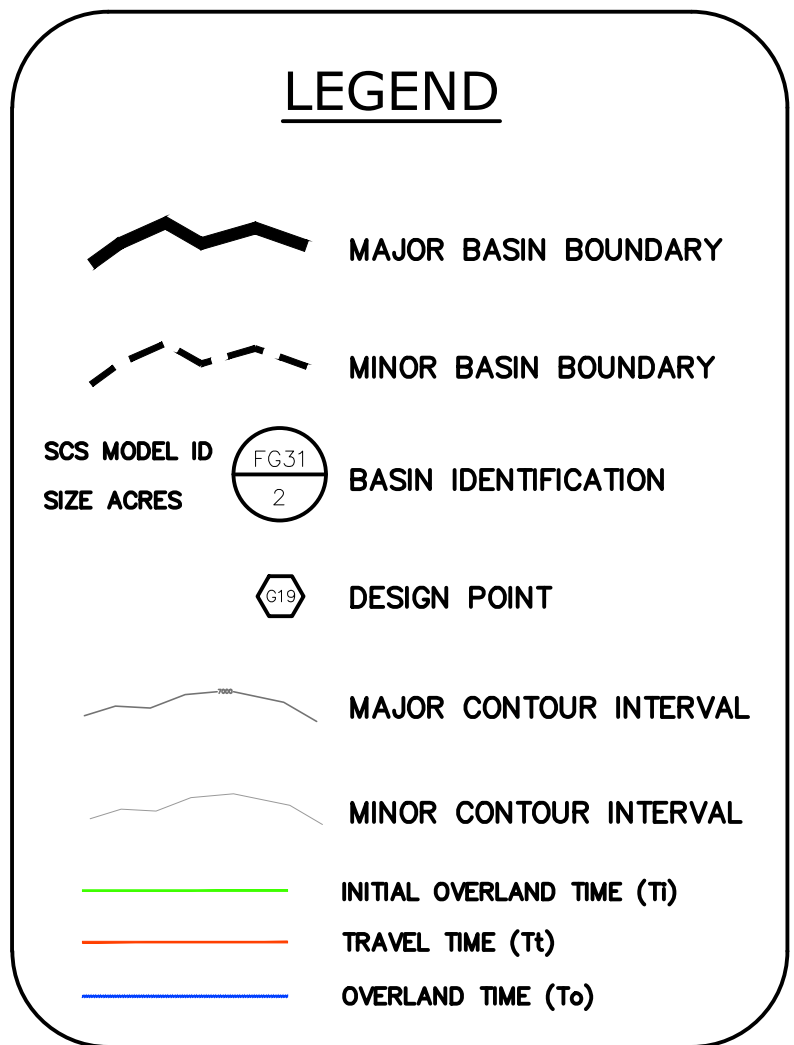 LEGEND
MAJOR BASIN BOUNDARY
MINOR BASIN BOUNDARY
SCS MODEL ID
SIZE ACRES
FG31
2
BASIN IDENTIFICATION
G19
DESIGN POINT
7000
MAJOR CONTOUR INTERVAL
MINOR CONTOUR INTERVAL
INITIAL OVERLAND TIME (Ti)
TRAVEL TIME (Tt)
OVERLAND TIME (To)